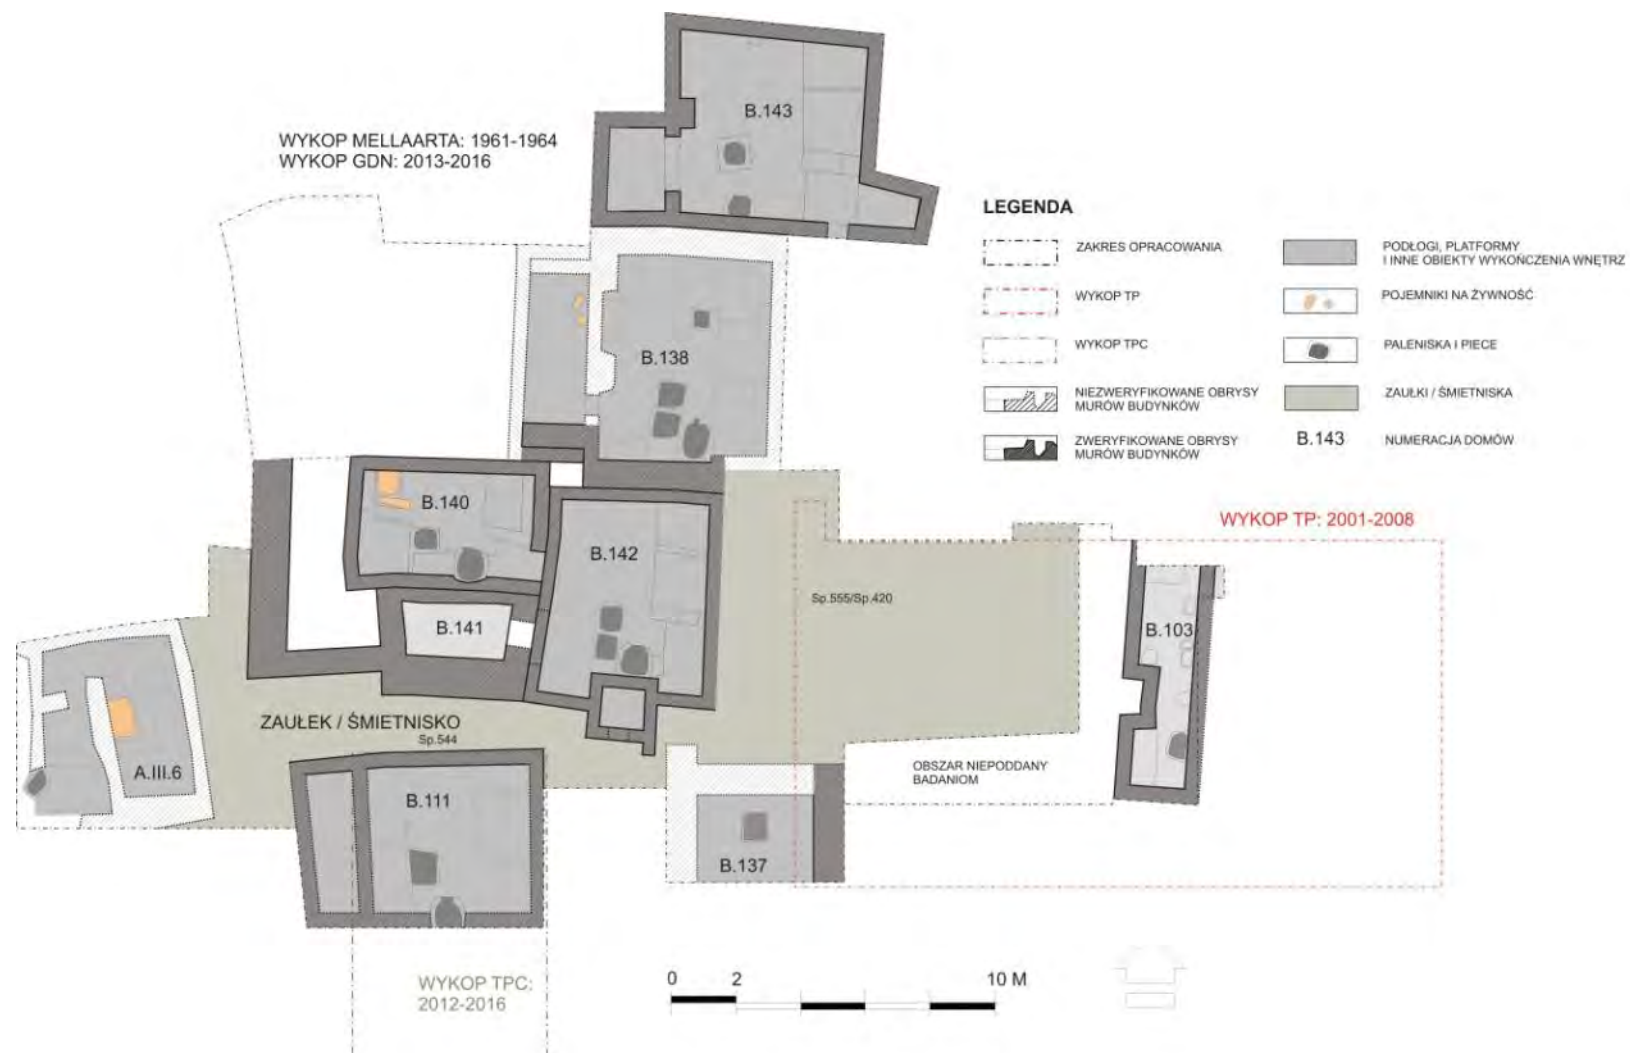 B.143
WYKOP MELLAARTA: 1961-1964
WYKOP GDN: 2013-2016
LEGENDA
ZAKRES OPRACOWANIA
WYKOP TP
WYKOP TPC
NIEZWERYFIKOWANE OBRYSY
MURÓW BUDYNKÓW
ZWERYFIKOWANE OBRYSY
MURÓW BUDYNKÓW
PODŁOGI, PLATFORMY
I INNE OBIEKTY WYKOŃCZENIA WNĘTRZ
POJEMNIKI NA ŻYWNOŚĆ
PALENISKA I PIECE
ZAUŁKI / ŚMIETNISKA
B.143 NUMERACJA DOMÓW
B.138
B.140
WYKOP TP: 2001-2008
B.142
Sp.555/Sp.420
B.141
B.103
ZAUŁEK / ŚMIETNISKO
Sp.544
A.III.6
OBSZAR NIEPODDANY
BADANIOM
B.111
B.137
WYKOP TPC:
2012-2016
0 2 10 M